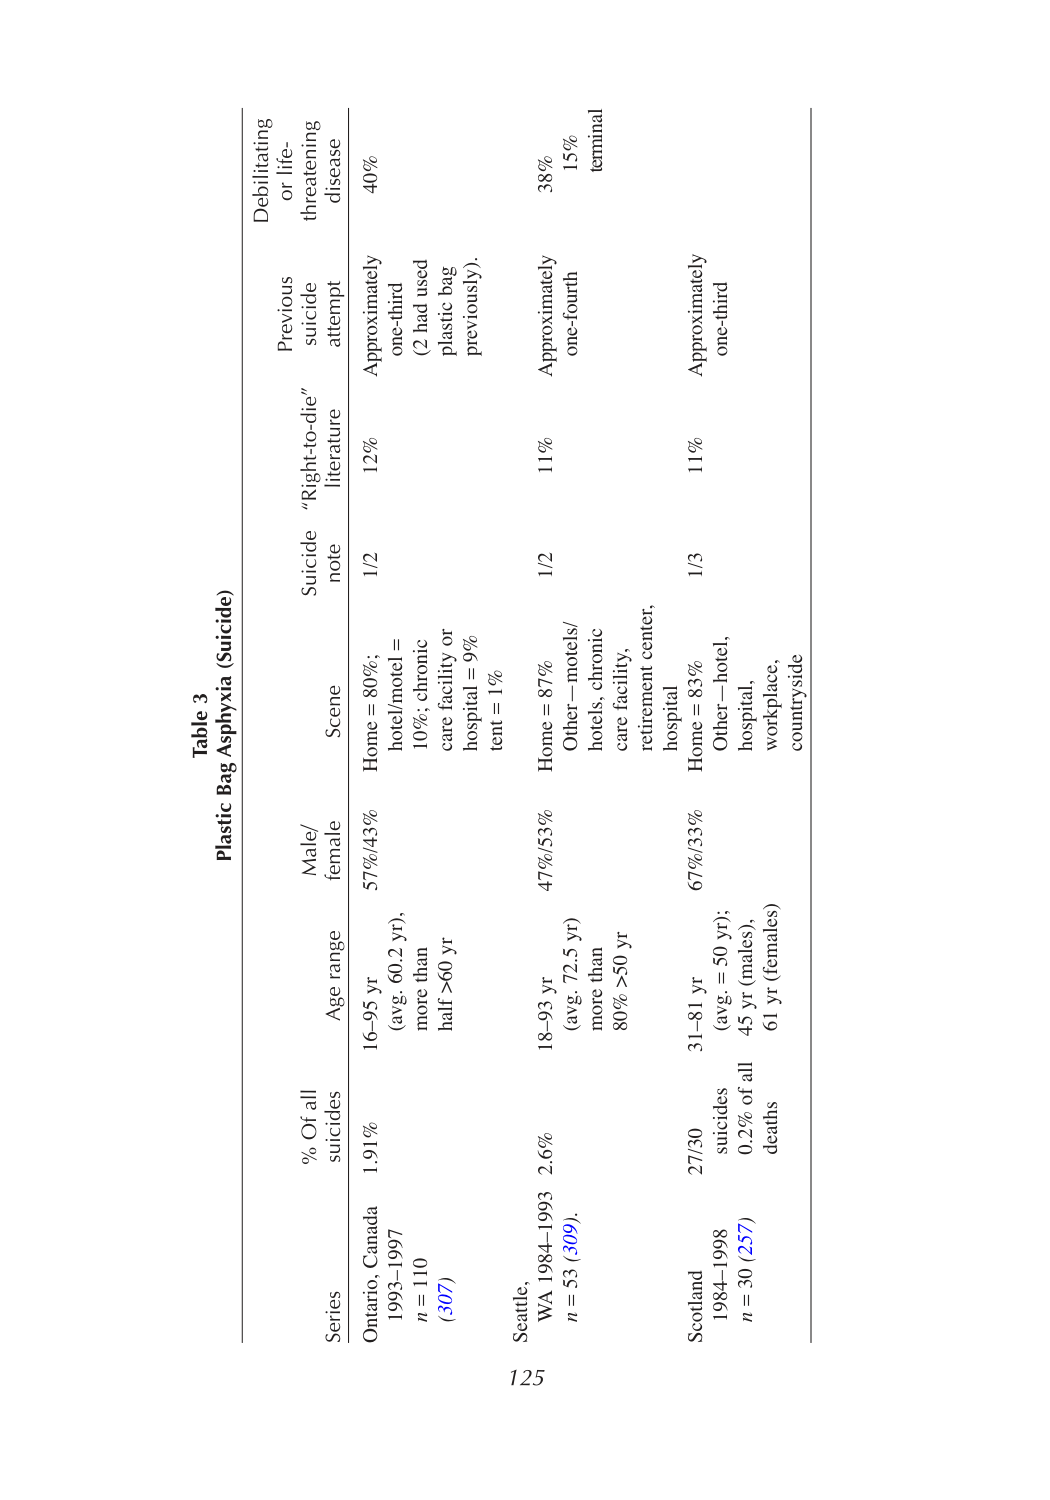 Table 3
Plastic Bag Asphyxia (Suicide)
Debilitating
or life-
Previous threatening
% Of all Male/ Suicide "Right-to-die" suicide disease
Series suicides Age range female Scene note literature attempt
Ontario, Canada 1.91% 16–95 yr 57%/43% Home = 80%; 1/2 12% Approximately 40%
1993–1997 (avg. 60.2 yr), hotel/motel = one-third
n = 110 more than 10%; chronic (2 had used
(307) half >60 yr care facility or plastic bag
hospital = 9% previously).
tent = 1%
Seattle,
WA 1984–1993 2.6% 18–93 yr 47%/53% Home = 87% 1/2 11% Approximately 38%
n = 53 (309). (avg. 72.5 yr) Other—motels/ one-fourth 15%
more than hotels, chronic terminal
80% >50 yr care facility,
retirement center,
hospital
Scotland 27/30 31–81 yr 67%/33% Home = 83% 1/3 11% Approximately
1984–1998 suicides (avg. = 50 yr); Other—hotel, one-third
n = 30 (257) 0.2% of all 45 yr (males), hospital,
deaths 61 yr (females) workplace,
countryside
125